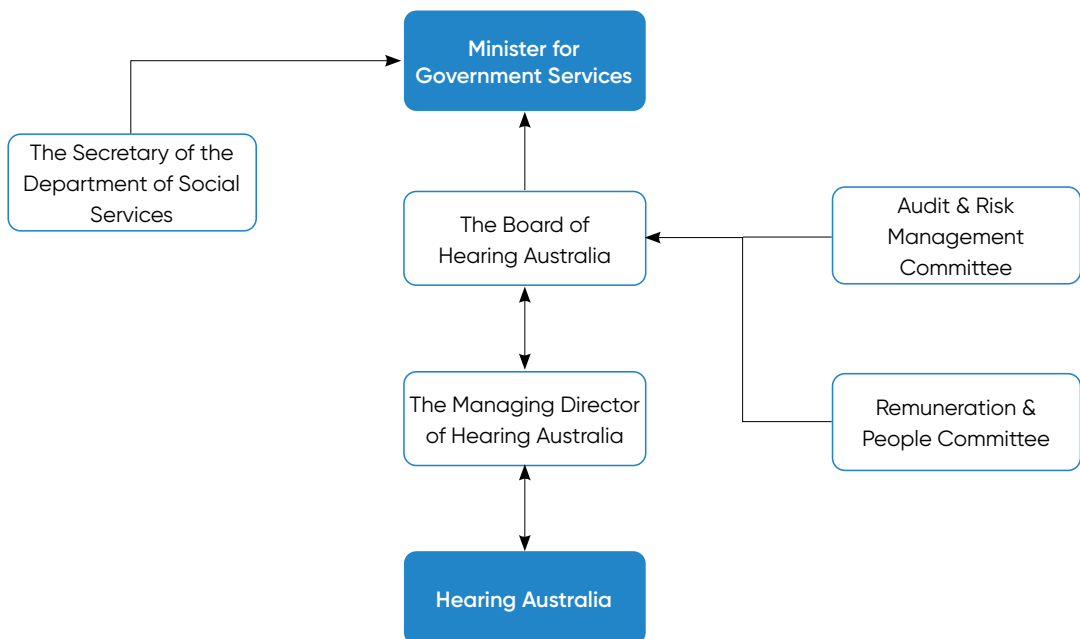 Minister for
Government Services
The Secretary of the
Department of Social
Services
The Board of
Hearing Australia
Audit & Risk
Management
Committee
The Managing Director
of Hearing Australia
Remuneration &
People Committee
Hearing Australia